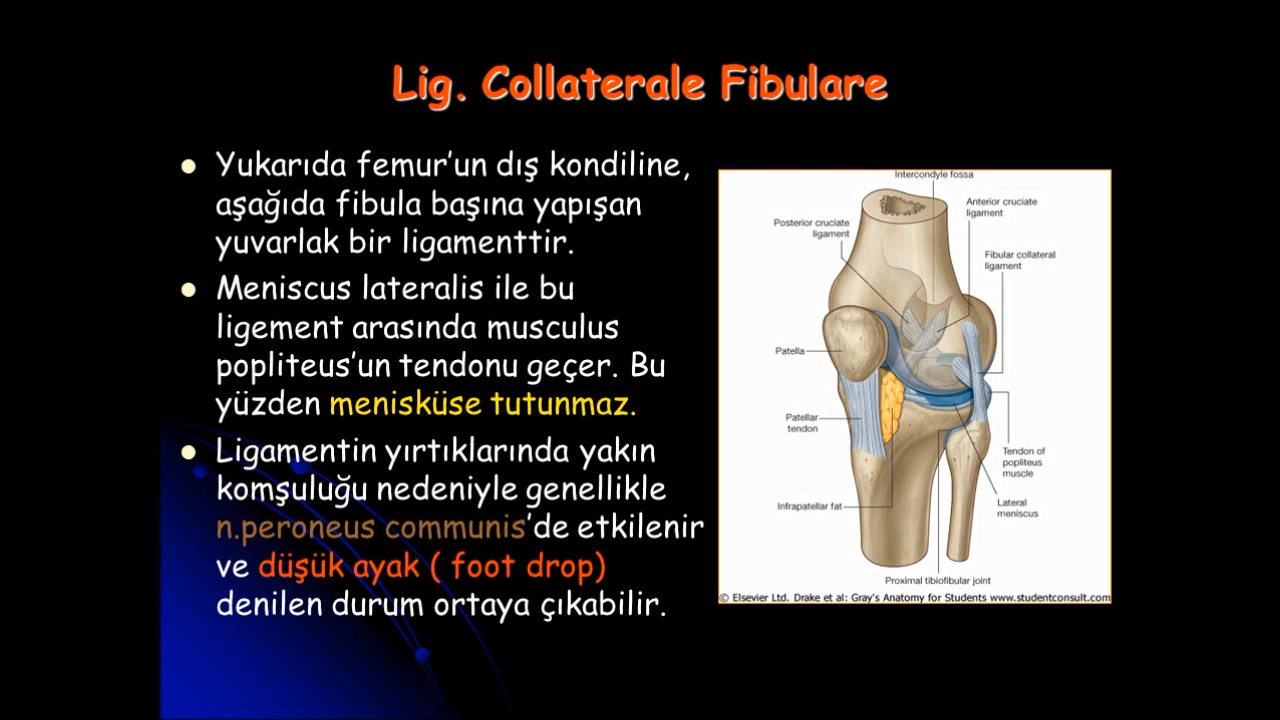 Lig. Collaterale Fibulare
Yukarıda femur’un dış kondiline,
aşağıda fibula başına yapışan
yuvarlak bir ligamenttir.
Meniscus lateralis ile bu
ligement arasında musculus
popliteus’un tendonu geçer. Bu
yüzden menisküse tutunmaz.
Ligamentin yırtıklarında yakın
komşuluğu nedeniyle genellikle
n.peroneus communis’de etkilenir
ve düşük ayak ( foot drop)
denilen durum ortaya çıkabilir.
Intercondyle fossa
Anterior cruciate
ligament
Posterior cruciate
ligament
Fibular collateral
ligament
Patella
Patellar
tendon
Tendon of
popliteus
muscle
Infrapatellar fat
Lateral
meniscus
Proximal tibiofibular joint
© Elsevier Ltd. Drake et al: Gray's Anatomy for Students www.studentconsult.com